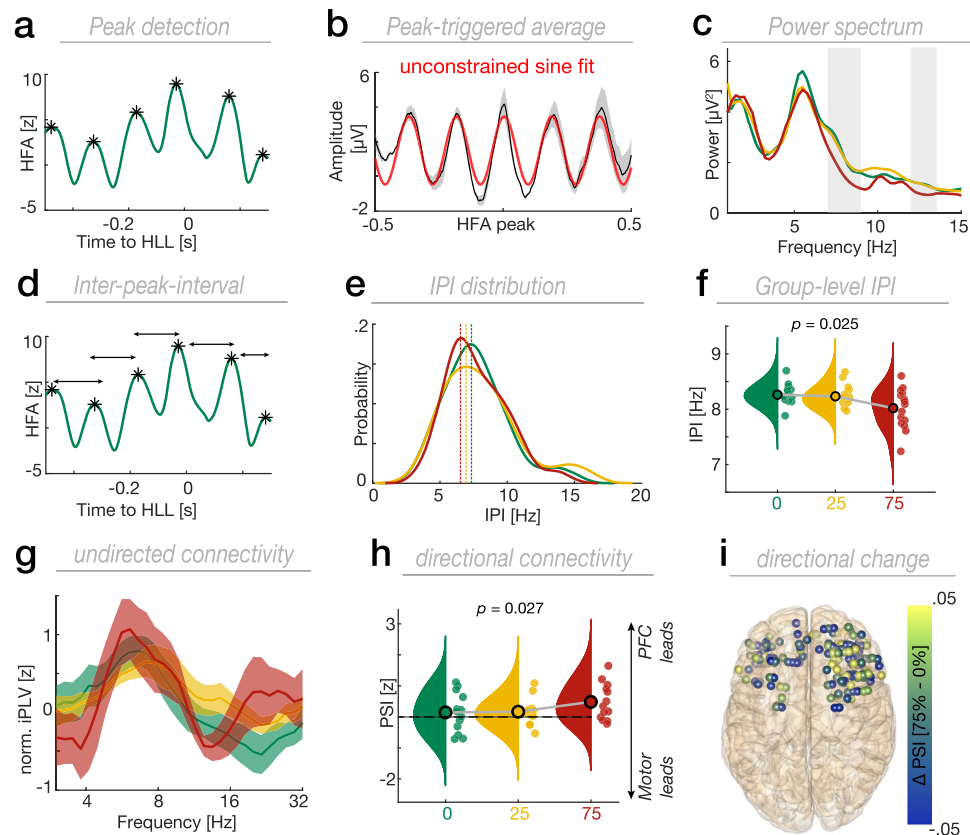 a
Peak detection
10
HFA [z]
-5
-0.2
0
Time to HLL [s]
b
Peak-triggered average
unconstrained sine fit
6
Amplitude
[µV]
-2
-0.5
HFA peak
0.5
c
Power spectrum
6
Power [µV²]
0
5
10
15
Frequency [Hz]
d
Inter-peak-interval
10
HFA [z]
-5
-0.2
0
Time to HLL [s]
e
IPI distribution
.2
Probability
0
0
5
10
15
20
IPI [Hz]
f
Group-level IPI
p = 0.025
9
8
7
IPI [Hz]
0
25
75
g
undirected connectivity
1
0
-1
norm. iPLV [z]
4
8
16
32
Frequency [Hz]
h
directional connectivity
p = 0.027
3
PSI [z]
-2
0
25
75
PFC
leads
Motor
leads
i
directional change
.05
Δ PSI [75% - 0%]
-.05